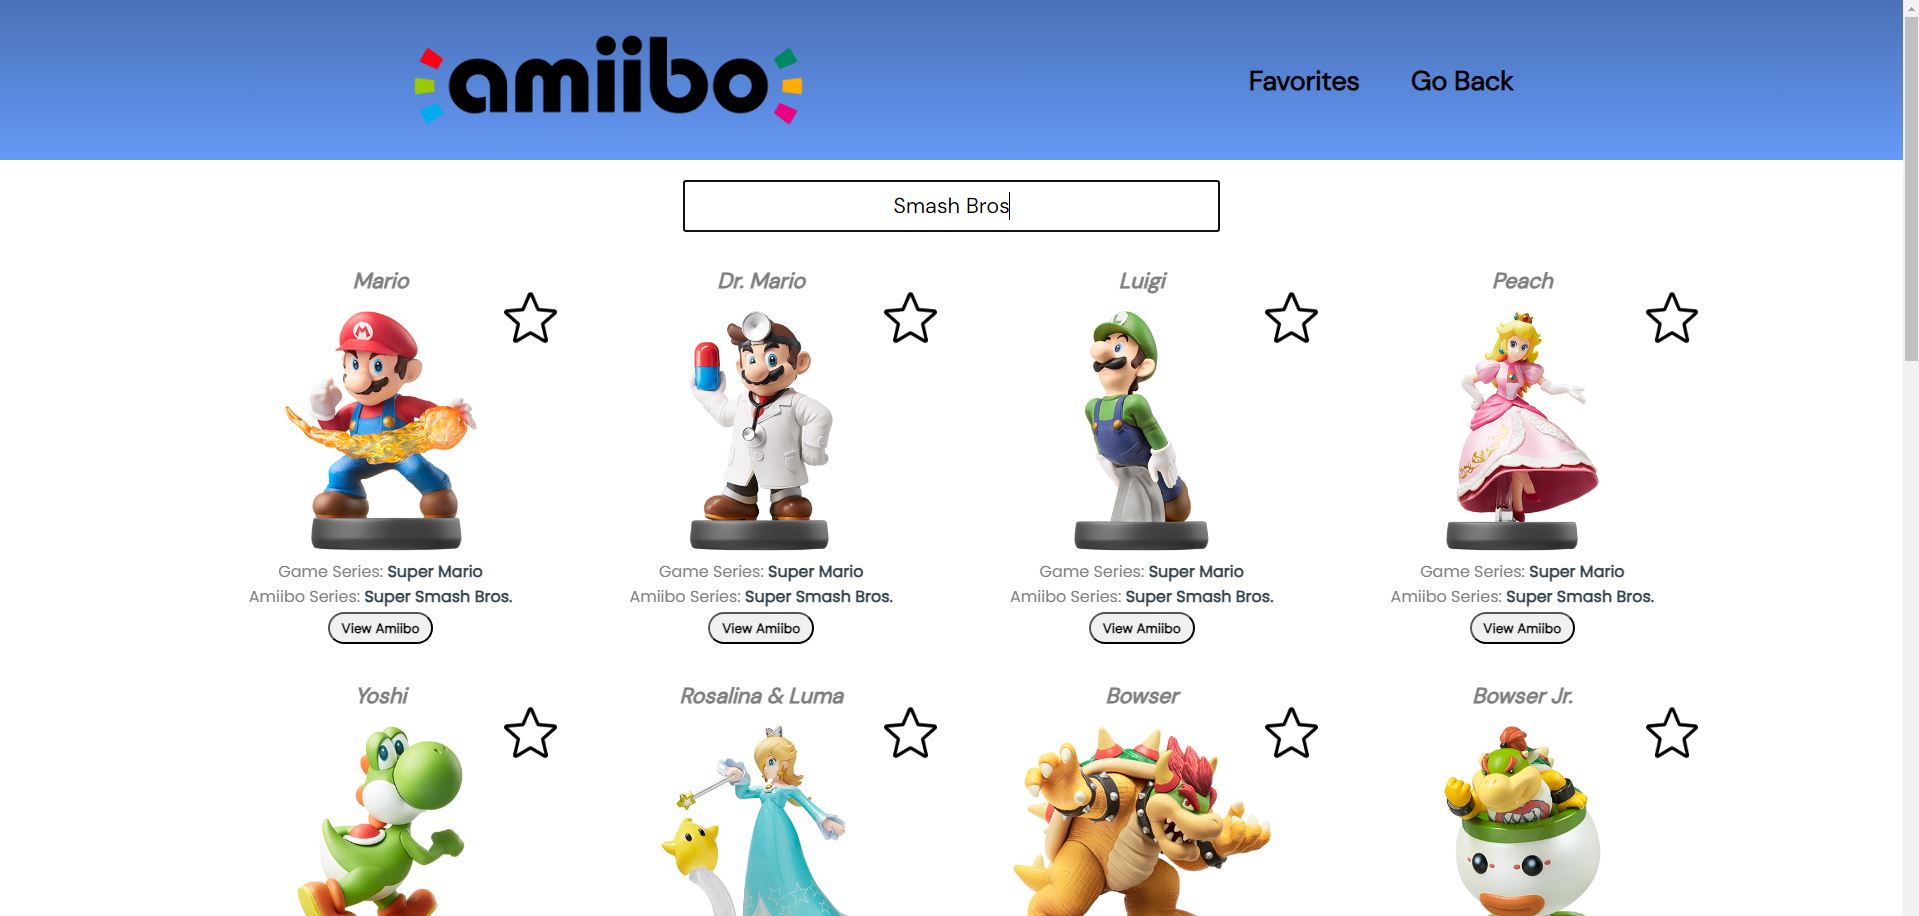 amiibo
Favorites Go Back
Smash Bros
Mario
Dr. Mario
Luigi
Peach
M
L
Game Series: Super Mario
Amiibo Series: Super Smash Bros.
View Amiibo
Game Series: Super Mario
Amiibo Series: Super Smash Bros.
View Amiibo
Game Series: Super Mario
Amiibo Series: Super Smash Bros.
View Amiibo
Game Series: Super Mario
Amiibo Series: Super Smash Bros.
View Amiibo
Yoshi
Rosalina & Luma
Bowser
Bowser Jr.